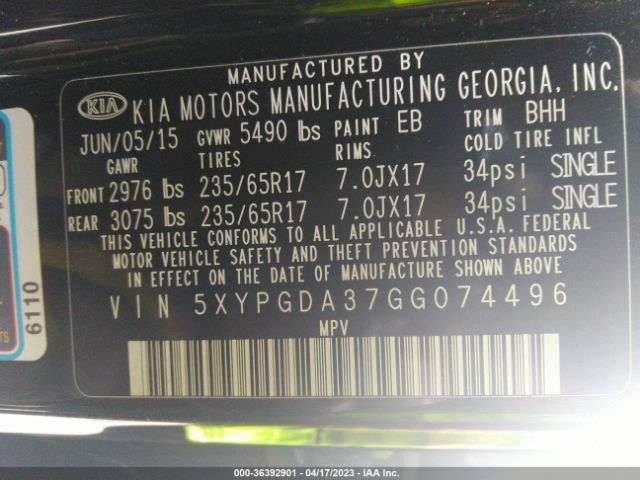 MANUFACTURED BY
KIA KIA MOTORS MANUFACTURING GEORGIA, INC.
JUN/05/15 GVWR 5490 lbs PAINT EB TRIM BHH
GAWR TIRES RIMS COLD TIRE INFL
FRONT 2976 lbs 235/65R17 7.0JX17 34psi SINGLE
REAR 3075 lbs 235/65R17 7.0JX17 34psi SINGLE
THIS VEHICLE CONFORMS TO ALL APPLICABLE U.S.A. FEDERAL
MOTOR VEHICLE SAFETY AND THEFT PREVENTION STANDARDS
IN EFFECT ON THE DATE OF MANUFACTURE SHOWN ABOVE
VIN 5XYPGDA37GG074496
MPV
6110
000-36392901 - 04/17/2023 - IAA Inc.